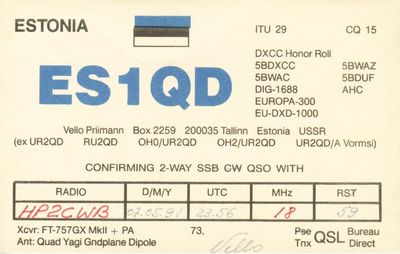 ESTONIA
ITU 29 CQ 15
DXCC Honor Roll
5BDXCC 5BWAZ
5BWAC 5BDUF
DIG-1688 AHC
EUROPA-300
EU-DXD-1000
ES1QD
Vello Priimann Box 2259 200035 Tallinn Estonia USSR
(ex UR2QD RU2QD OH0/UR2QD OH2/UR2QD UR2QD/A Vormsi)
CONFIRMING 2-WAY SSB CW QSO WITH
RADIO D/M/Y UTC MHz RST
HP2CWB 07.05.91 23.56 18 59
Xcvr: FT-757GX MkII + PA 73, Pse QSL Bureau
Ant: Quad Yagi Gndplane Dipole Vello Tnx Direct